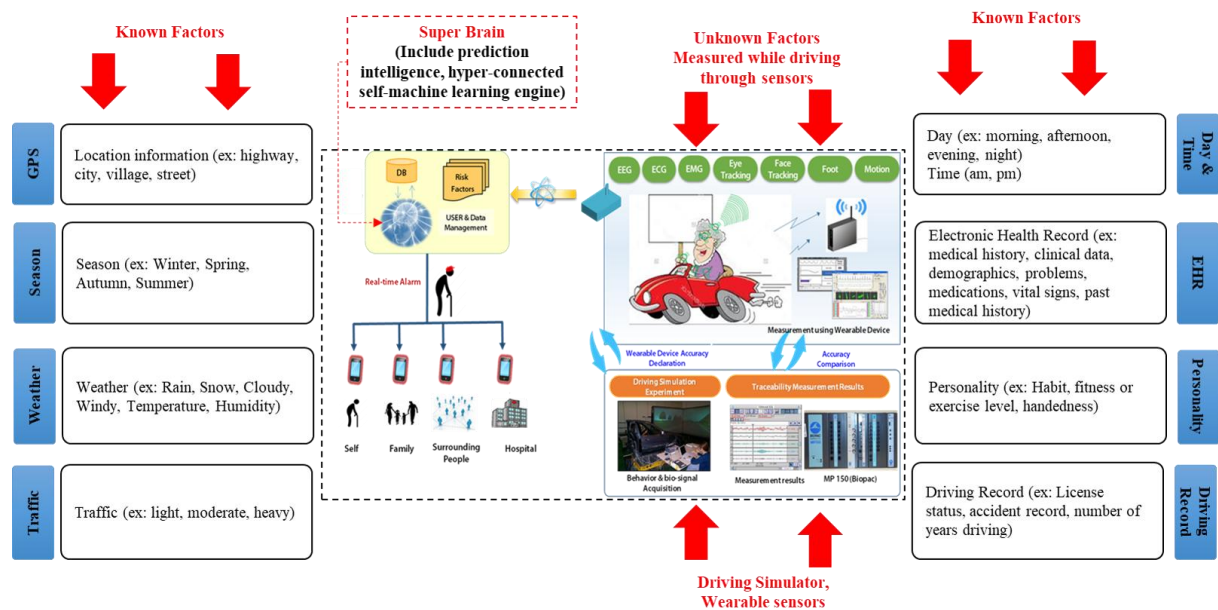 Known Factors
GPS
Location information (ex: highway,
city, village, street)
Season
Season (ex: Winter, Spring,
Autumn, Summer)
Weather
Weather (ex: Rain, Snow, Cloudy,
Windy, Temperature, Humidity)
Traffic
Traffic (ex: light, moderate, heavy)
Super Brain
(Include prediction
intelligence, hyper-connected
self-machine learning engine)
DB
Risk
Factors
USER & Data
Management
Real-time Alarm
Self
Family
Surrounding
People
Hospital
Unknown Factors
Measured while driving
through sensors
EEG
ECG
EMG
Eye
Tracking
Face
Tracking
Foot
Motion
Measurement using Wearable Device
Wearable Device Accuracy
Declaration
Accuracy
Comparison
Driving Simulation
Experiment
Traceability Measurement Results
Behavior & bio-signal
Acquisition
Measurement results
MP 150 (Biopac)
Driving Simulator,
Wearable sensors
Known Factors
Day (ex: morning, afternoon,
evening, night)
Time (am, pm)
Day &
Time
Electronic Health Record (ex:
medical history, clinical data,
demographics, problems,
medications, vital signs, past
medical history)
EHR
Personality (ex: Habit, fitness or
exercise level, handedness)
Personality
Driving Record (ex: License
status, accident record, number of
years driving)
Driving
Record